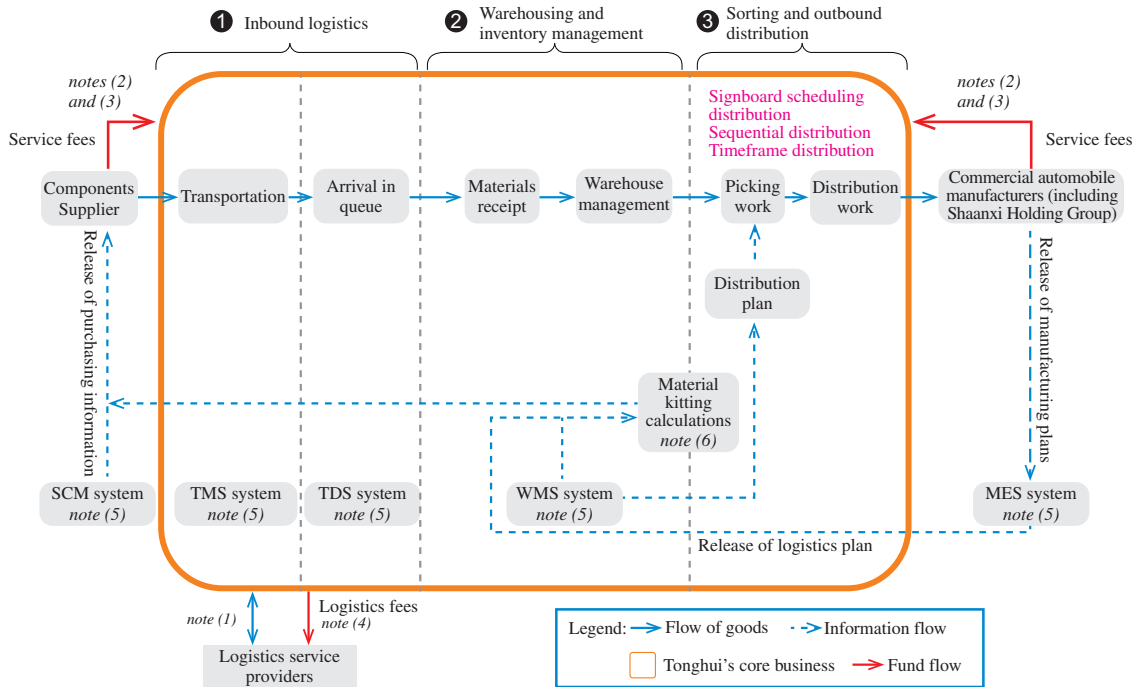 1 Inbound logistics
2 Warehousing and
inventory management
3 Sorting and outbound
distribution
notes (2)
and (3)
Service fees
notes (2)
and (3)
Service fees
Signboard scheduling
distribution
Sequential distribution
Timeframe distribution
Components
Supplier
Transportation
Arrival in
queue
Materials
receipt
Warehouse
management
Picking
work
Distribution
work
Commercial automobile
manufacturers (including
Shaanxi Holding Group)
Release of purchasing information
Distribution
plan
Release of manufacturing plans
Material
kitting
calculations
note (6)
SCM system
note (5)
TMS system
note (5)
TDS system
note (5)
WMS system
note (5)
MES system
note (5)
Release of logistics plan
note (1)
Logistics fees
note (4)
Logistics service
providers
Legend:
Flow of goods
Information flow
Tonghui's core business
Fund flow